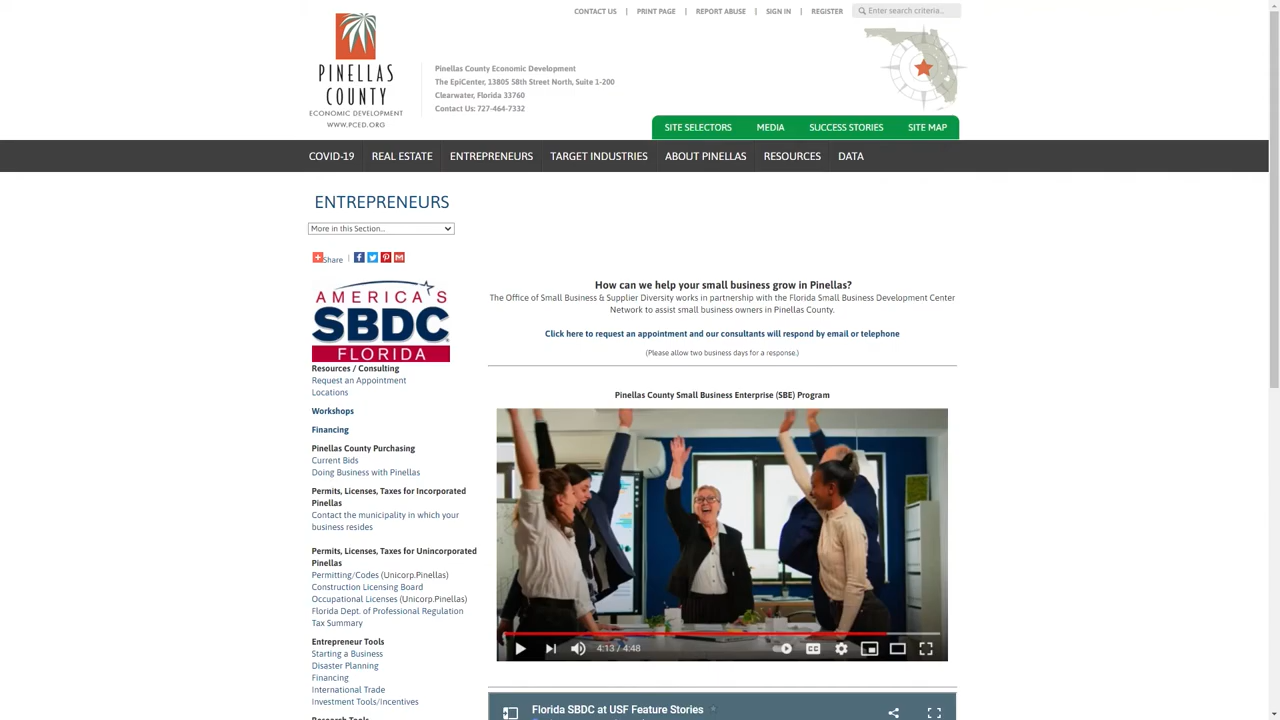 CONTACT US | PRINT PAGE | REPORT ABUSE | SIGN IN | REGISTER
Enter search criteria...
PINELLAS
COUNTY
ECONOMIC DEVELOPMENT
WWW.PCED.ORG
Pinellas County Economic Development
The EpiCenter, 13805 58th Street North, Suite 1-200
Clearwater, Florida 33760
Contact Us: 727-464-7332
SITE SELECTORS MEDIA SUCCESS STORIES SITE MAP
COVID-19 REAL ESTATE ENTREPRENEURS TARGET INDUSTRIES ABOUT PINELLAS RESOURCES DATA
ENTREPRENEURS
More in this Section...
Share |
AMERICA'S
SBDC
FLORIDA
Resources / Consulting
Request an Appointment
Locations
Workshops
Financing
Pinellas County Purchasing
Current Bids
Doing Business with Pinellas
Permits, Licenses, Taxes for Incorporated
Pinellas
Contact the municipality in which your
business resides
Permits, Licenses, Taxes for Unincorporated
Pinellas
Permitting/Codes (Unicorp.Pinellas)
Construction Licensing Board
Occupational Licenses (Unicorp.Pinellas)
Florida Dept. of Professional Regulation
Tax Summary
Entrepreneur Tools
Starting a Business
Disaster Planning
Financing
International Trade
Investment Tools/Incentives
Research Tools
How can we help your small business grow in Pinellas?
The Office of Small Business & Supplier Diversity works in partnership with the Florida Small Business Development Center
Network to assist small business owners in Pinellas County.
Click here to request an appointment and our consultants will respond by email or telephone
(Please allow two business days for a response.)
Pinellas County Small Business Enterprise (SBE) Program
4:13 / 4:48
CC
Florida SBDC at USF Feature Stories